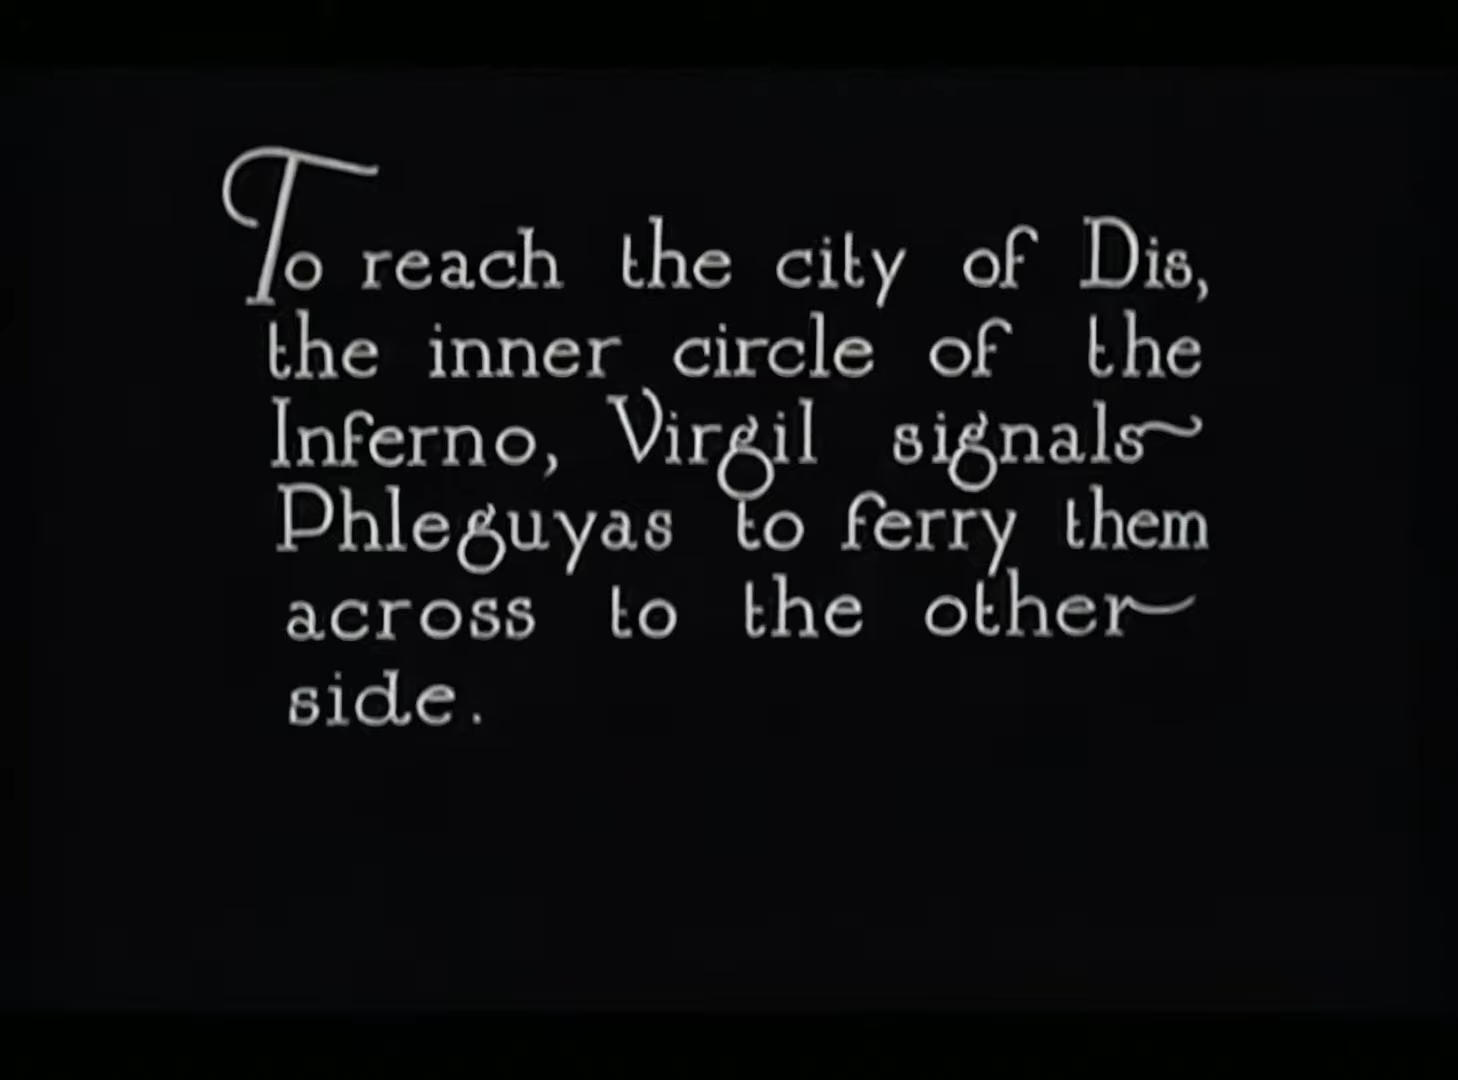 To reach the city of Dis,
the inner circle of the
Inferno, Virgil signals
Phleguyas to ferry them
across to the other
side.